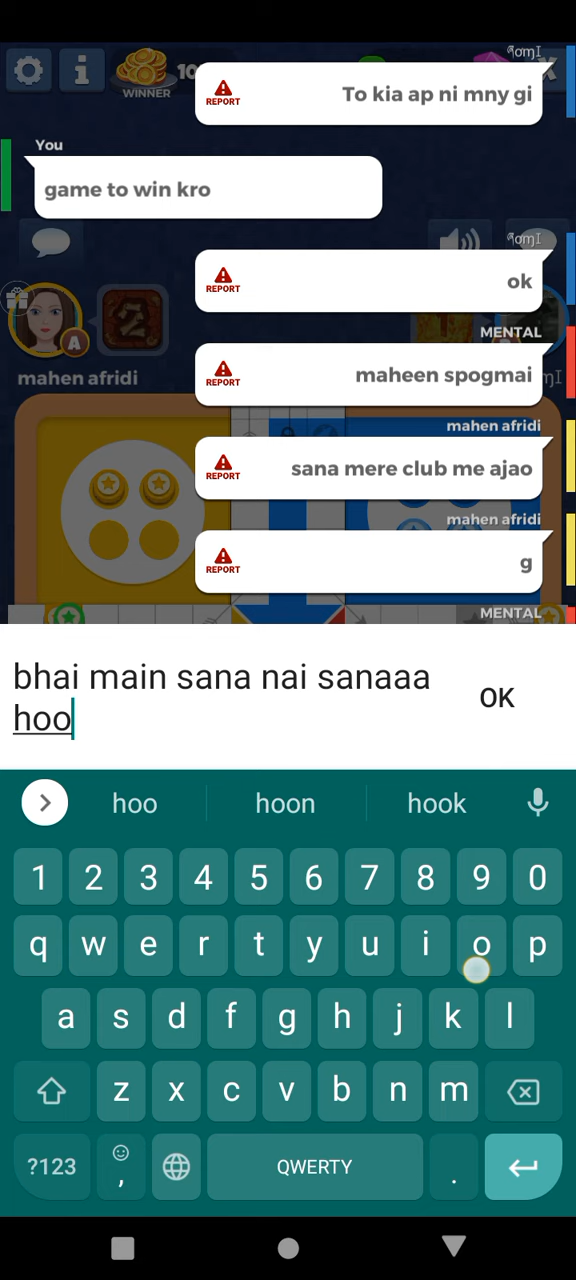 10
WINNER
To kia ap ni mny gi
REPORT
You
game to win kro
ok
REPORT
MENTAL
mahen afridi
maheen spogmai
REPORT
A
mahen afridi
sana mere club me ajao
REPORT
mahen afridi
g
REPORT
MENTAL
bhai main sana nai sanaaa
hoo
OK
hoo hoon hook
1 2 3 4 5 6 7 8 9 0
q w e r t y u i o p
a s d f g h j k l
z x c v b n m
?123 , QWERTY .